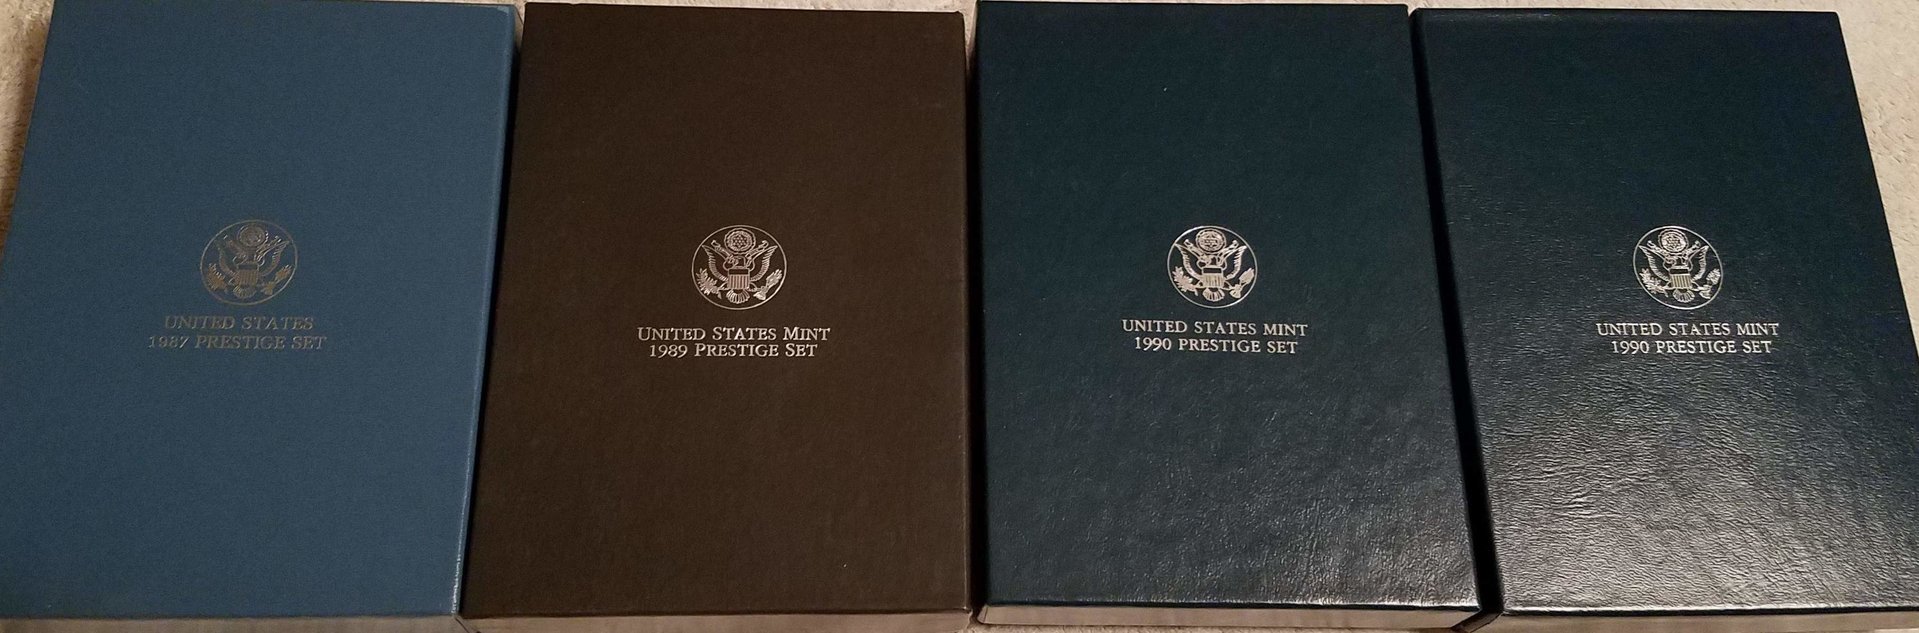 UNITED STATES
1987 PRESTIGE SET
UNITED STATES MINT
1989 PRESTIGE SET
UNITED STATES MINT
1990 PRESTIGE SET
UNITED STATES MINT
1990 PRESTIGE SET